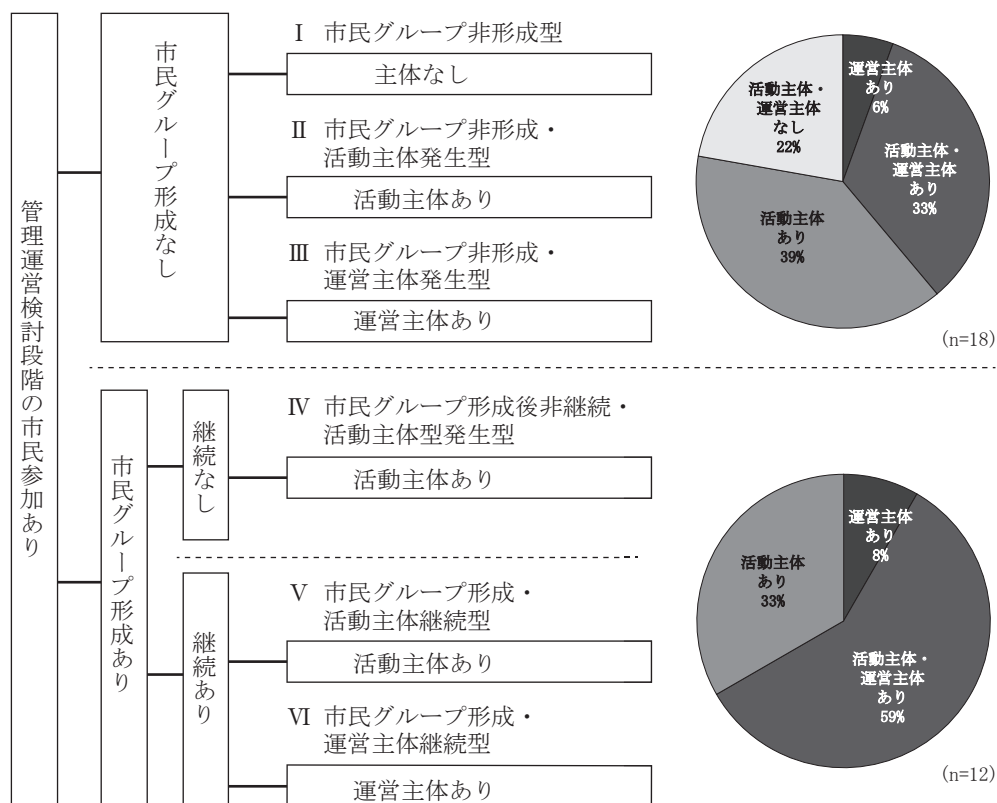 管理運営検討段階の市民参加あり
市民グループ形成なし
Ⅰ 市民グループ非形成型
主体なし
Ⅱ 市民グループ非形成・
活動主体発生型
活動主体あり
Ⅲ 市民グループ非形成・
運営主体発生型
運営主体あり
運営主体
あり
6%
活動主体・
運営主体
あり
33%
活動主体
あり
39%
活動主体・
運営主体
なし
22%
(n=18)
市民グループ形成あり
継続なし
Ⅳ 市民グループ形成後非継続・
活動主体型発生型
活動主体あり
継続あり
Ⅴ 市民グループ形成・
活動主体継続型
活動主体あり
Ⅵ 市民グループ形成・
運営主体継続型
運営主体あり
運営主体
あり
8%
活動主体・
運営主体
あり
59%
活動主体
あり
33%
(n=12)